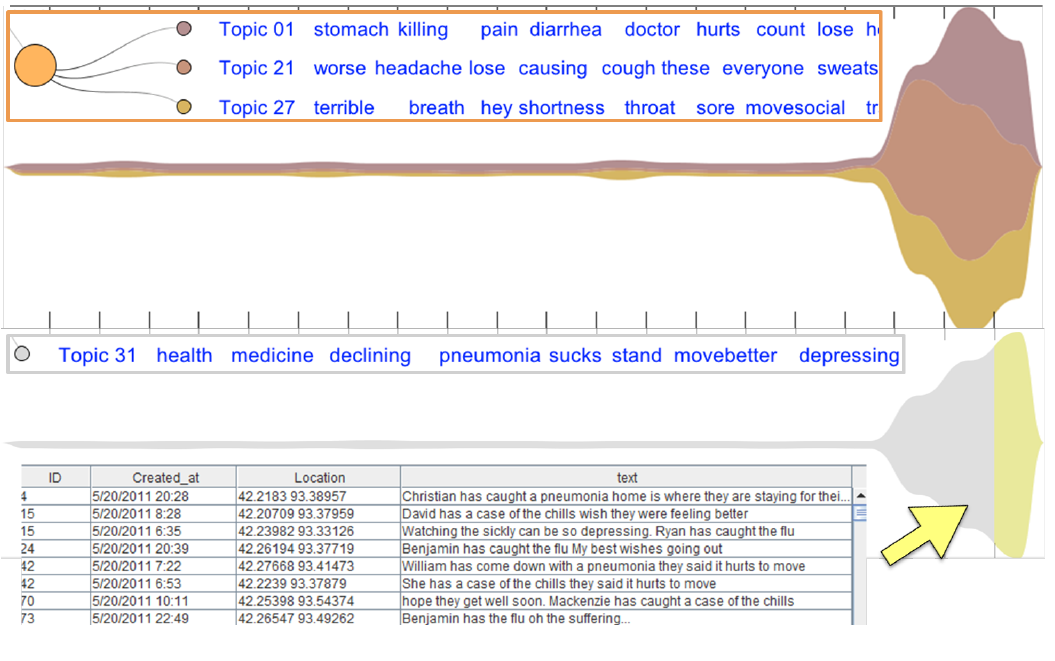 Topic 01 stomach killing pain diarrhea doctor hurts count lose
Topic 21 worse headache lose causing cough these everyone sweats
Topic 27 terrible breath hey shortness throat sore movesocial tr
Topic 31 health medicine declining pneumonia sucks stand movebetter depressing
ID Created_at Location text
4 5/20/2011 20:28 42.2183 93.38957 Christian has caught a pneumonia home is where they are staying for thei...
15 5/20/2011 8:28 42.20709 93.37959 David has a case of the chills wish they were feeling better
15 5/20/2011 6:35 42.23982 93.33126 Watching the sickly can be so depressing. Ryan has caught the flu
24 5/20/2011 20:39 42.26194 93.37719 Benjamin has caught the flu My best wishes going out
42 5/20/2011 7:22 42.27668 93.41473 William has come down with a pneumonia they said it hurts to move
42 5/20/2011 6:53 42.2239 93.37879 She has a case of the chills they said it hurts to move
70 5/20/2011 10:11 42.25398 93.54374 hope they get well soon. Mackenzie has caught a case of the chills
73 5/20/2011 22:49 42.26547 93.49262 Benjamin has the flu oh the suffering...